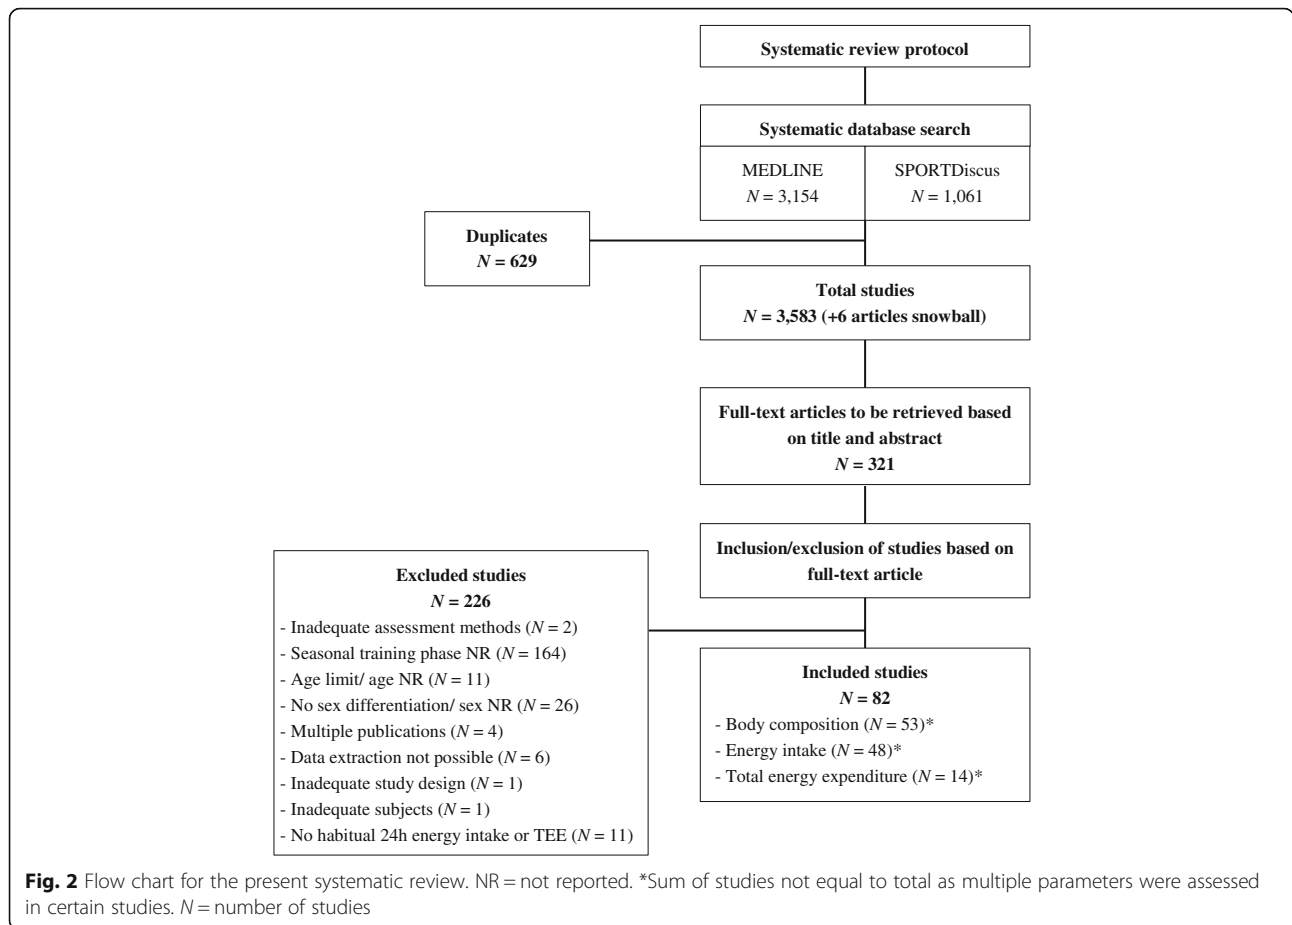 Systematic review protocol
Systematic database search
MEDLINE
N = 3,154
SPORTDiscus
N = 1,061
Duplicates
N = 629
Total studies
N = 3,583 (+6 articles snowball)
Full-text articles to be retrieved based
on title and abstract
N = 321
Inclusion/exclusion of studies based on
full-text article
Excluded studies
N = 226
- Inadequate assessment methods (N = 2)
- Seasonal training phase NR (N = 164)
- Age limit/ age NR (N = 11)
- No sex differentiation/ sex NR (N = 26)
- Multiple publications (N = 4)
- Data extraction not possible (N = 6)
- Inadequate study design (N = 1)
- Inadequate subjects (N = 1)
- No habitual 24h energy intake or TEE (N = 11)
Included studies
N = 82
- Body composition (N = 53)*
- Energy intake (N = 48)*
- Total energy expenditure (N = 14)*
Fig. 2 Flow chart for the present systematic review. NR = not reported. *Sum of studies not equal to total as multiple parameters were assessed
in certain studies. N = number of studies